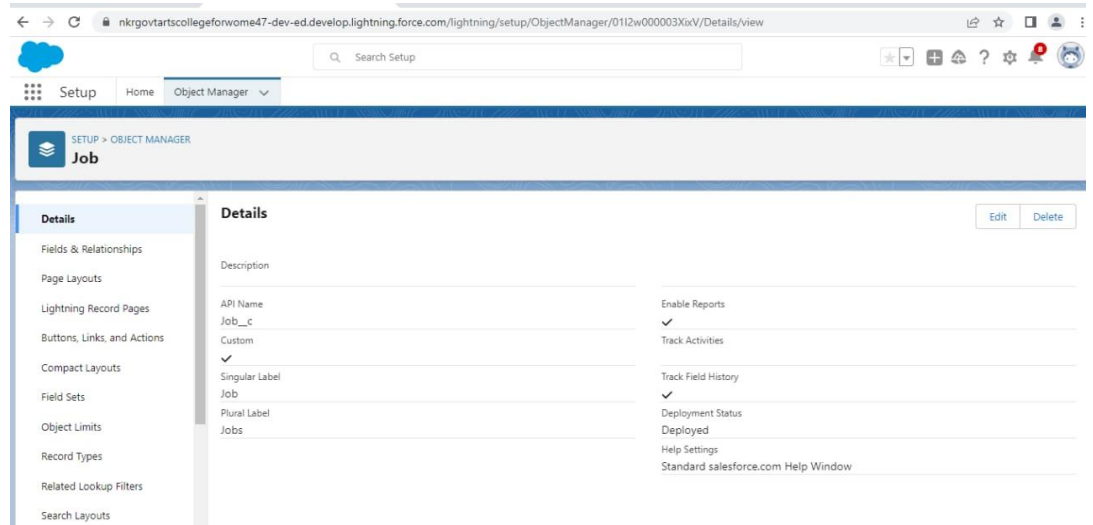 nkrgovtartscollegeforwome47-dev-ed.develop.lightning.force.com/lightning/setup/ObjectManager/01I2w000003XixV/Details/view
Search Setup
Setup Home Object Manager
SETUP > OBJECT MANAGER
Job
Details
Fields & Relationships
Page Layouts
Lightning Record Pages
Buttons, Links, and Actions
Compact Layouts
Field Sets
Object Limits
Record Types
Related Lookup Filters
Search Layouts
Details
Edit Delete
Description
API Name
Job__c
Custom
Singular Label
Job
Plural Label
Jobs
Enable Reports
Track Activities
Track Field History
Deployment Status
Deployed
Help Settings
Standard salesforce.com Help Window